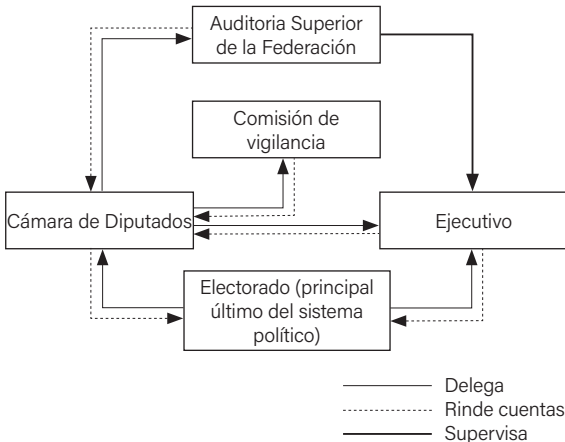 Auditoria Superior
de la Federación
Comisión de
vigilancia
Cámara de Diputados
Ejecutivo
Electorado (principal
último del sistema
político)
Delega
Rinde cuentas
Supervisa